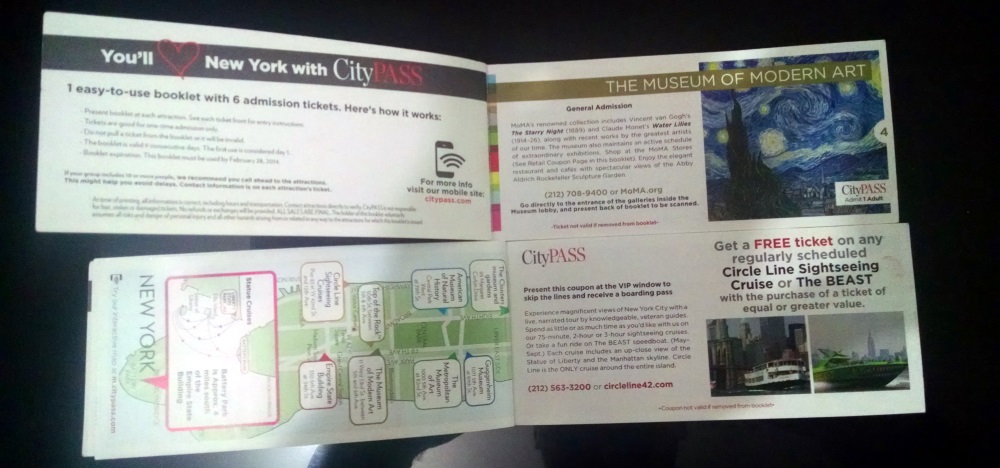 You'll New York with CityPASS
1 easy-to-use booklet with 6 admission tickets. Here's how it works:
· Present booklet at each attraction. See each ticket front for entry instructions.
· Tickets are good for one-time admission only.
· Do not pull a ticket from the booklet or it will be invalid.
· The booklet is valid 9 consecutive days. The first use is considered day 1.
· Booklet expiration: This booklet must be used by February 28, 2014.
we recommend you call ahead to the attractions.
This might help you avoid delays. Contact information is on each attraction's ticket.
For more info
visit our mobile site:
citypass.com
THE MUSEUM OF MODERN ART
General Admission
MoMA's renowned collection includes Vincent van Gogh's
The Starry Night (1889) and Claude Monet's Water Lilies
(1914-26), along with recent works by the greatest artists
of our time. The museum also maintains an active schedule
of extraordinary exhibitions. Shop at the MoMA Stores
(See Retail Coupon Page in this booklet). Enjoy the elegant
restaurant and cafés with spectacular views of the Abby
Aldrich Rockefeller Sculpture Garden.
(212) 708-9400 or MoMA.org
Go directly to the entrance of the galleries inside the
Museum lobby, and present back of booklet to be scanned.
-Ticket not valid if removed from booklet-
4
CityPASS
Admit 1 Adult
NEW YORK
Statue Cruises
Battery Park
is Approx. 4
miles south
of the
Empire State
Building
Circle Line
Sightseeing
Cruises
American
Museum
of Natural
History
Top of the Rock
Empire State
Building
The Museum
of Modern Art
The
Metropolitan
Museum
of Art
Guggenheim
Museum
CityPASS
Present this coupon at the VIP window to
skip the lines and receive a boarding pass
Experience magnificent views of New York City with a
live, narrated tour by knowledgeable, veteran guides.
Spend as little or as much time as you'd like with us on
our 75-minute, 2-hour or 3-hour sightseeing cruises.
Or take a fun ride on The BEAST speedboat. (May-
Sept.) Each cruise includes an up-close view of the
Statue of Liberty and the Manhattan skyline. Circle
Line is the ONLY cruise around the entire island.
(212) 563-3200 or circleline42.com
Get a FREE ticket on any
regularly scheduled
Circle Line Sightseeing
Cruise or The BEAST
with the purchase of a ticket of
equal or greater value.
-Coupon not valid if removed from booklet-